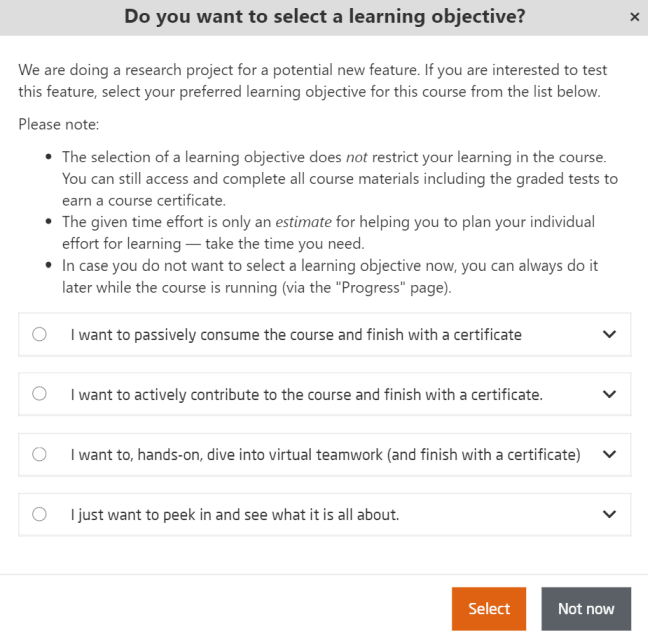 Do you want to select a learning objective?
×
We are doing a research project for a potential new feature. If you are interested to test
this feature, select your preferred learning objective for this course from the list below.
Please note:
• The selection of a learning objective does not restrict your learning in the course.
You can still access and complete all course materials including the graded tests to
earn a course certificate.
• The given time effort is only an estimate for helping you to plan your individual
effort for learning — take the time you need.
• In case you do not want to select a learning objective now, you can always do it
later while the course is running (via the "Progress" page).
I want to passively consume the course and finish with a certificate
I want to actively contribute to the course and finish with a certificate.
I want to, hands-on, dive into virtual teamwork (and finish with a certificate)
I just want to peek in and see what it is all about.
Select
Not now